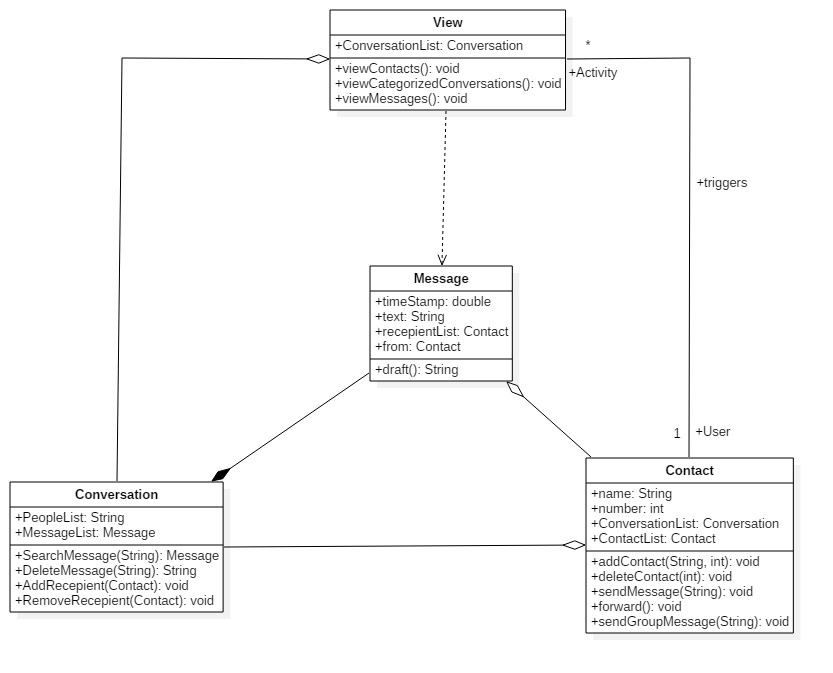 View
+ConversationList: Conversation
+viewContacts(): void
+viewCategorizedConversations(): void
+viewMessages(): void
*
+Activity
+triggers
Message
+timeStamp: double
+text: String
+recepientList: Contact
+from: Contact
+draft(): String
1
+User
Conversation
+PeopleList: String
+MessageList: Message
+SearchMessage(String): Message
+DeleteMessage(String): String
+AddRecepient(Contact): void
+RemoveRecepient(Contact): void
Contact
+name: String
+number: int
+ConversationList: Conversation
+ContactList: Contact
+addContact(String, int): void
+deleteContact(int): void
+sendMessage(String): void
+forward(): void
+sendGroupMessage(String): void